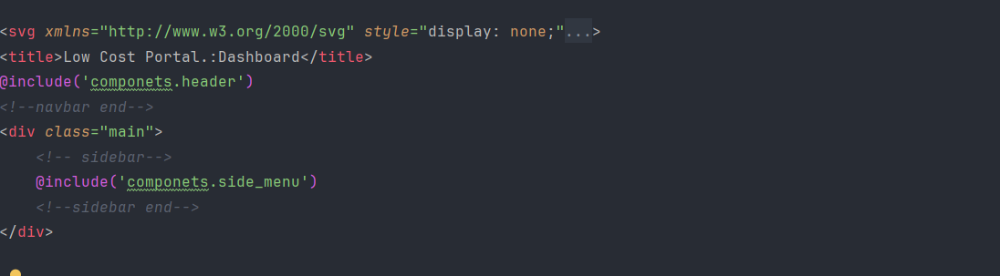 <svg xmlns="http://www.w3.org/2000/svg" style="display: none;"...>
<title>Low Cost Portal.:Dashboard</title>
@include('componets.header')
<!--navbar end-->
<div class="main">
<!-- sidebar-->
@include('componets.side_menu')
<!--sidebar end-->
</div>